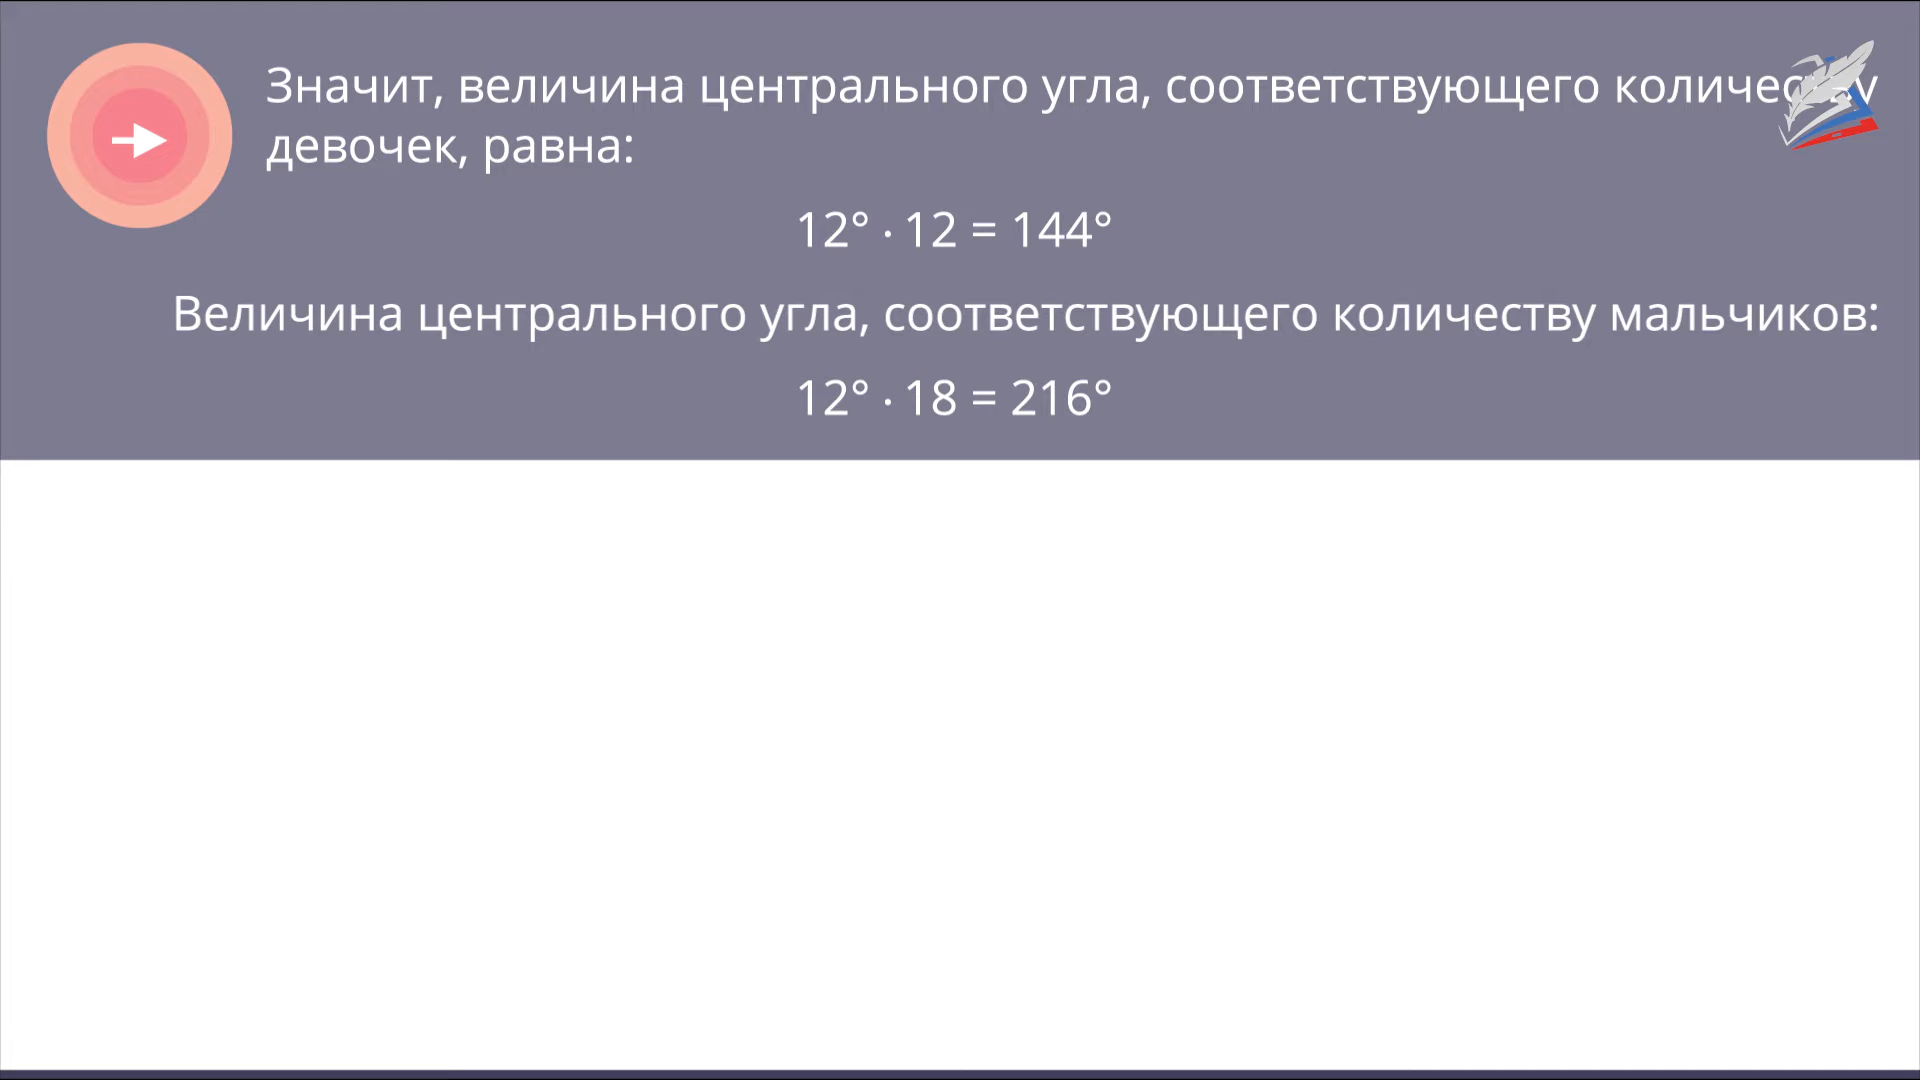 Значит, величина центрального угла, соответствующего количеству
девочек, равна:
12° · 12 = 144°
Величина центрального угла, соответствующего количеству мальчиков:
12° · 18 = 216°